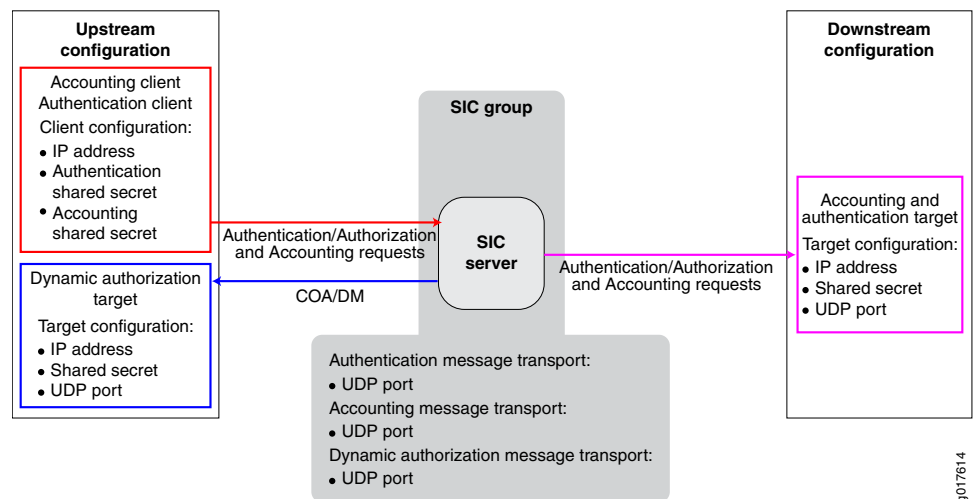 Upstream
configuration
Accounting client
Authentication client
Client configuration:
• IP address
• Authentication
shared secret
• Accounting
shared secret
Dynamic authorization
target
Target configuration:
• IP address
• Shared secret
• UDP port
Authentication/Authorization
and Accounting requests
COA/DM
SIC group
SIC
server
Authentication message transport:
• UDP port
Accounting message transport:
• UDP port
Dynamic authorization message transport:
• UDP port
Authentication/Authorization
and Accounting requests
Downstream
configuration
Accounting and
authentication target
Target configuration:
• IP address
• Shared secret
• UDP port
g017614